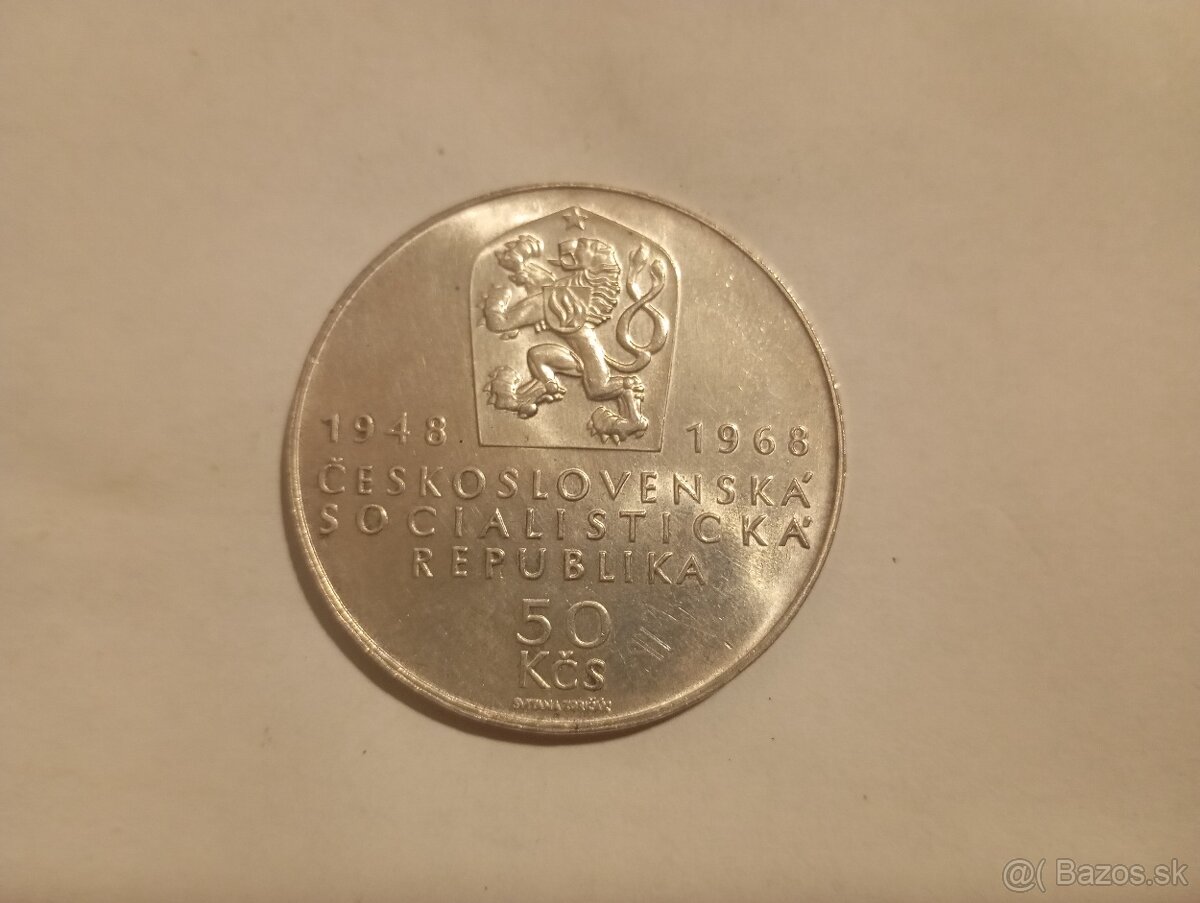 1948 1968
ČESKOSLOVENSKÁ
SOCIALISTICKÁ
REPUBLIKA
50
Kčs
@( Bazos.sk